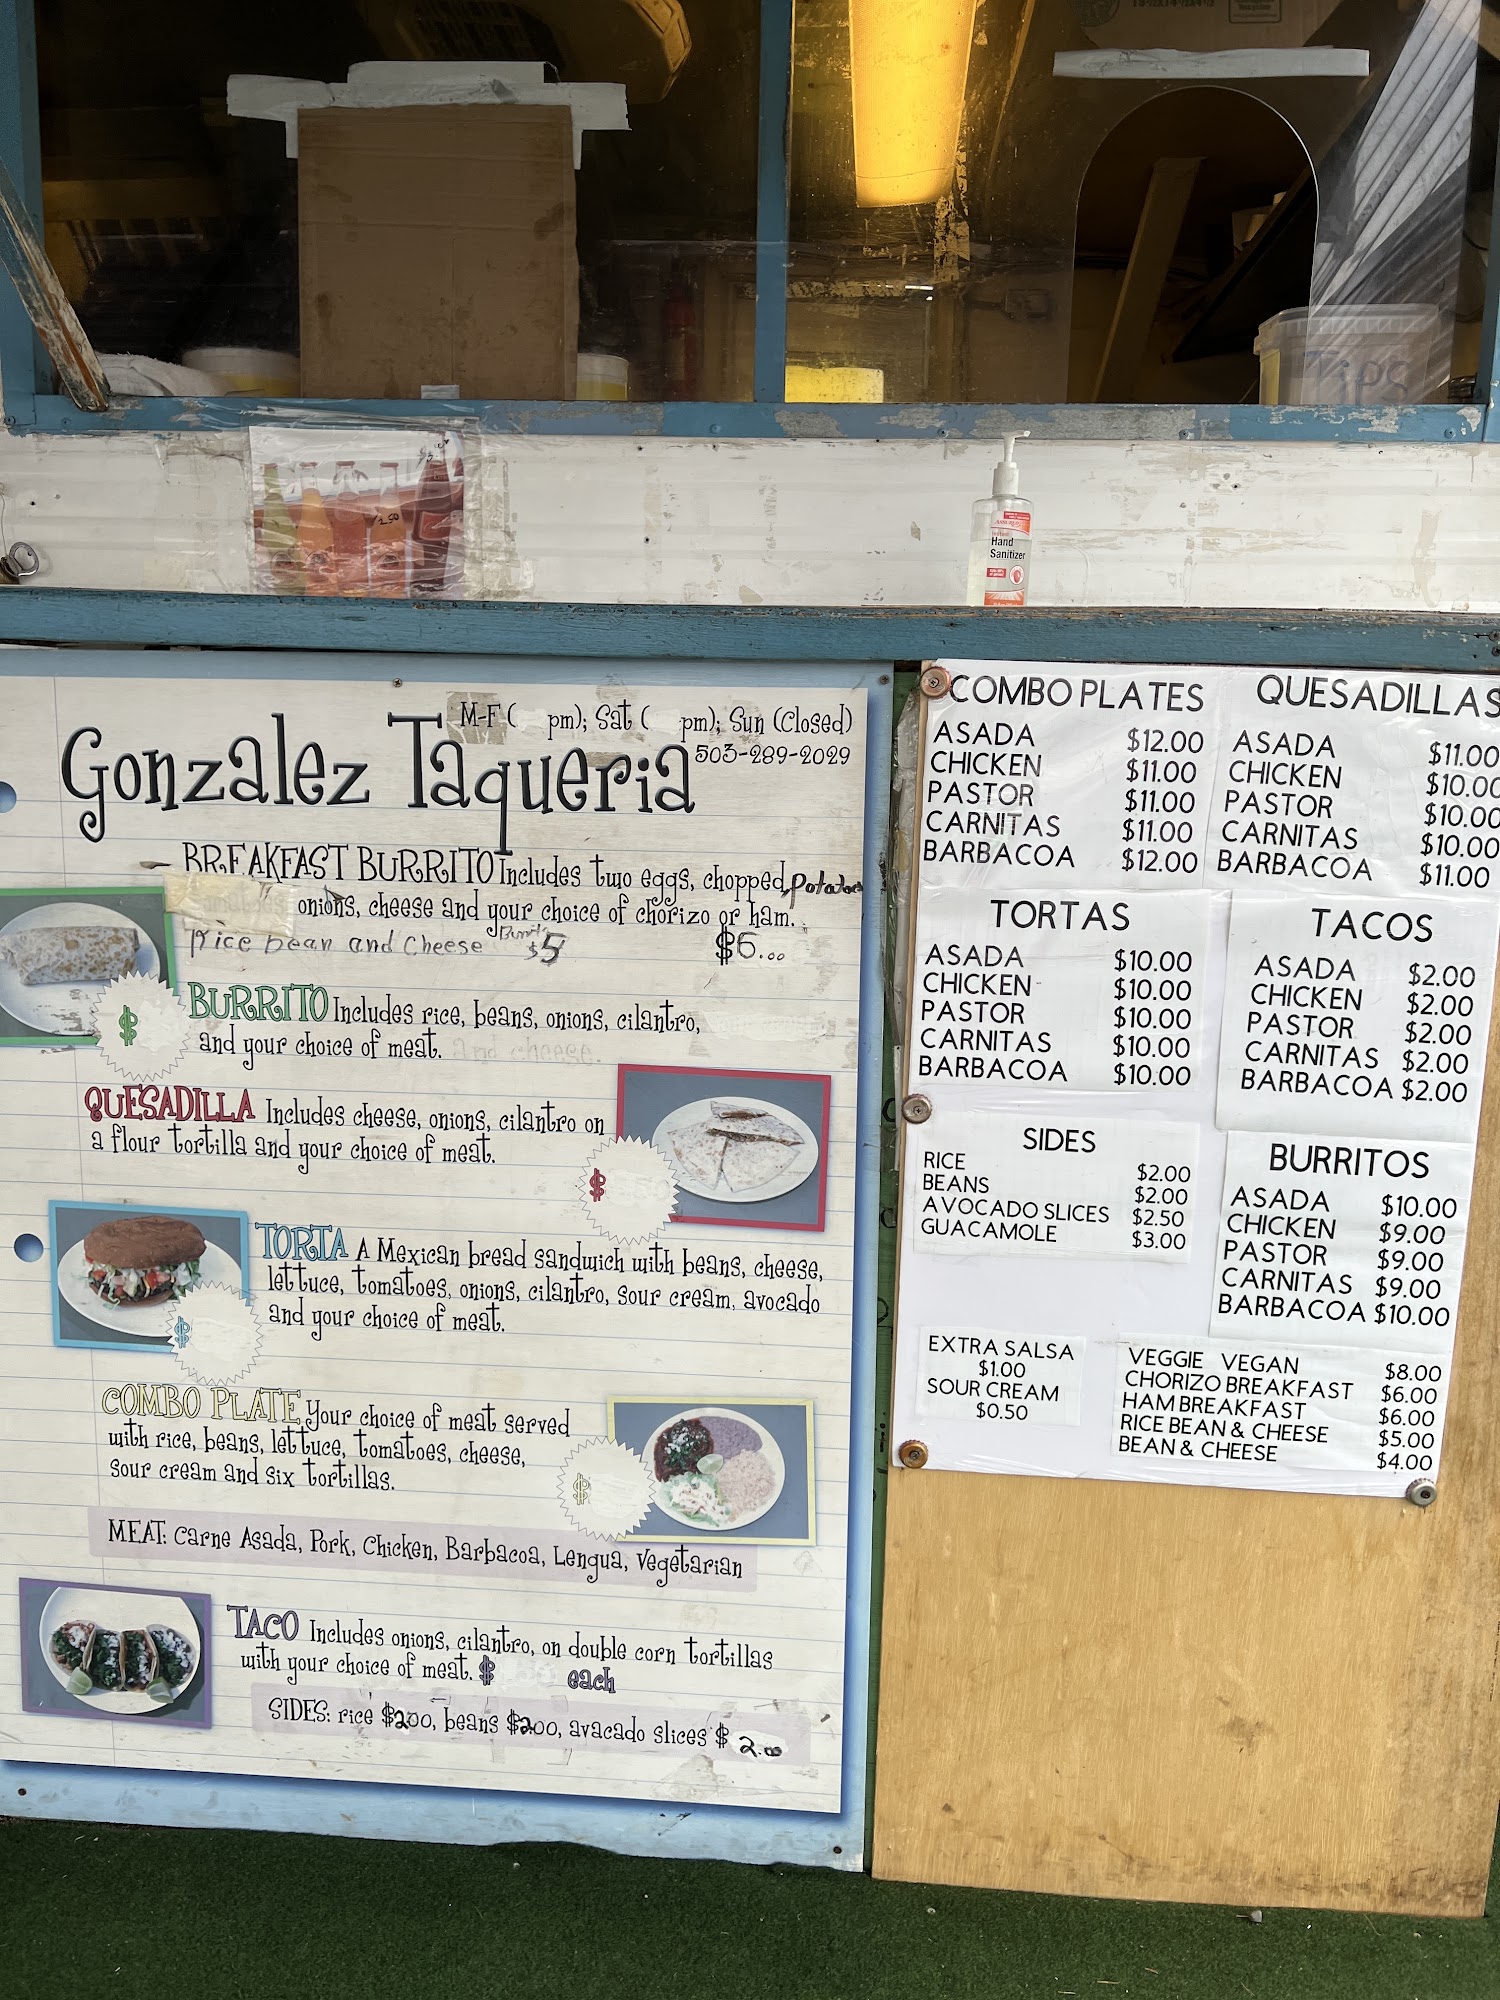 Tips
2.50
Hand
Sanitizer
M-F ( pm); Sat ( pm); Sun (Closed)
503-289-2029
Gonzalez Taqueria
BREAKFAST BURRITO Includes two eggs, chopped, Potatoes
onions, cheese and your choice of chorizo or ham.
Rice bean and cheese Burrito $5 $6...
BURRITO Includes rice, beans, onions, cilantro,
and your choice of meat. and cheese.
$
QUESADILLA Includes cheese, onions, cilantro on
a flour tortilla and your choice of meat.
$
TORTA A Mexican bread sandwich with beans, cheese,
lettuce, tomatoes, onions, cilantro, sour cream, avocado
and your choice of meat.
$
COMBO PLATE Your choice of meat served
with rice, beans, lettuce, tomatoes, cheese,
sour cream and six tortillas.
$
MEAT: Carne Asada, Pork, Chicken, Barbacoa, Lengua, Vegetarian
TACO Includes onions, cilantro, on double corn tortillas
with your choice of meat. $ each
SIDES: rice $2.00, beans $2.00, avacado slices $ 2.00
COMBO PLATES
ASADA $12.00
CHICKEN $11.00
PASTOR $11.00
CARNITAS $11.00
BARBACOA $12.00
QUESADILLAS
ASADA $11.00
CHICKEN $10.00
PASTOR $10.00
CARNITAS $10.00
BARBACOA $11.00
TORTAS
ASADA $10.00
CHICKEN $10.00
PASTOR $10.00
CARNITAS $10.00
BARBACOA $10.00
TACOS
ASADA $2.00
CHICKEN $2.00
PASTOR $2.00
CARNITAS $2.00
BARBACOA $2.00
SIDES
RICE $2.00
BEANS $2.00
AVOCADO SLICES $2.50
GUACAMOLE $3.00
BURRITOS
ASADA $10.00
CHICKEN $9.00
PASTOR $9.00
CARNITAS $9.00
BARBACOA $10.00
EXTRA SALSA
$1.00
SOUR CREAM
$0.50
VEGGIE VEGAN $8.00
CHORIZO BREAKFAST $6.00
HAM BREAKFAST $6.00
RICE BEAN & CHEESE $5.00
BEAN & CHEESE $4.00